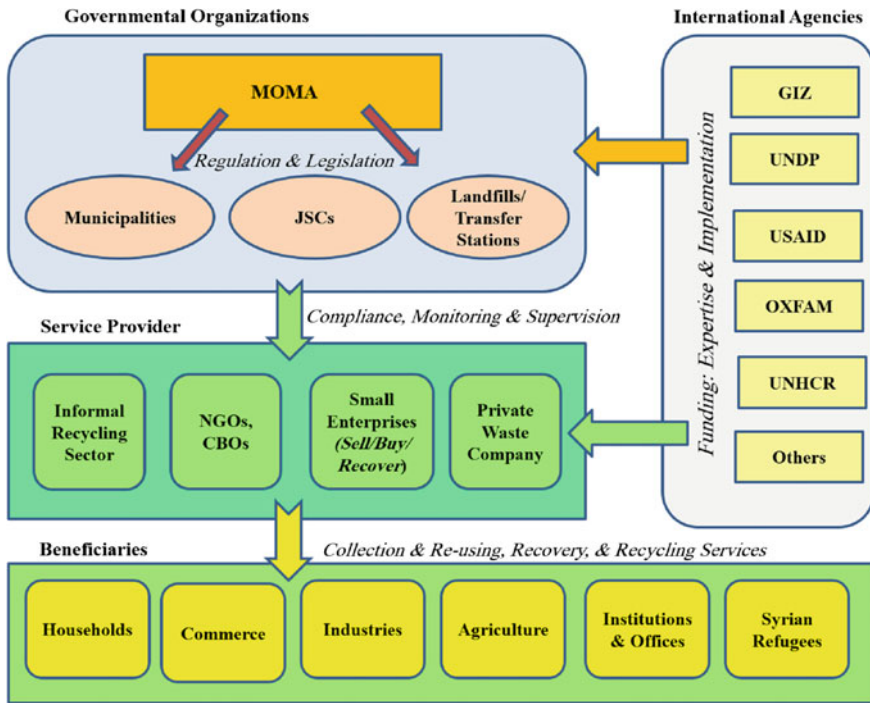 Governmental Organizations
International Agencies
MOMA
Regulation & Legislation
Municipalities
JSCs
Landfills/
Transfer
Stations
Funding: Expertise & Implementation
GIZ
UNDP
USAID
OXFAM
UNHCR
Others
Compliance, Monitoring & Supervision
Service Provider
Informal
Recycling
Sector
NGOs,
CBOs
Small
Enterprises
(Sell/Buy/
Recover)
Private
Waste
Company
Beneficiaries
Collection & Re-using, Recovery, & Recycling Services
Households
Commerce
Industries
Agriculture
Institutions
& Offices
Syrian
Refugees